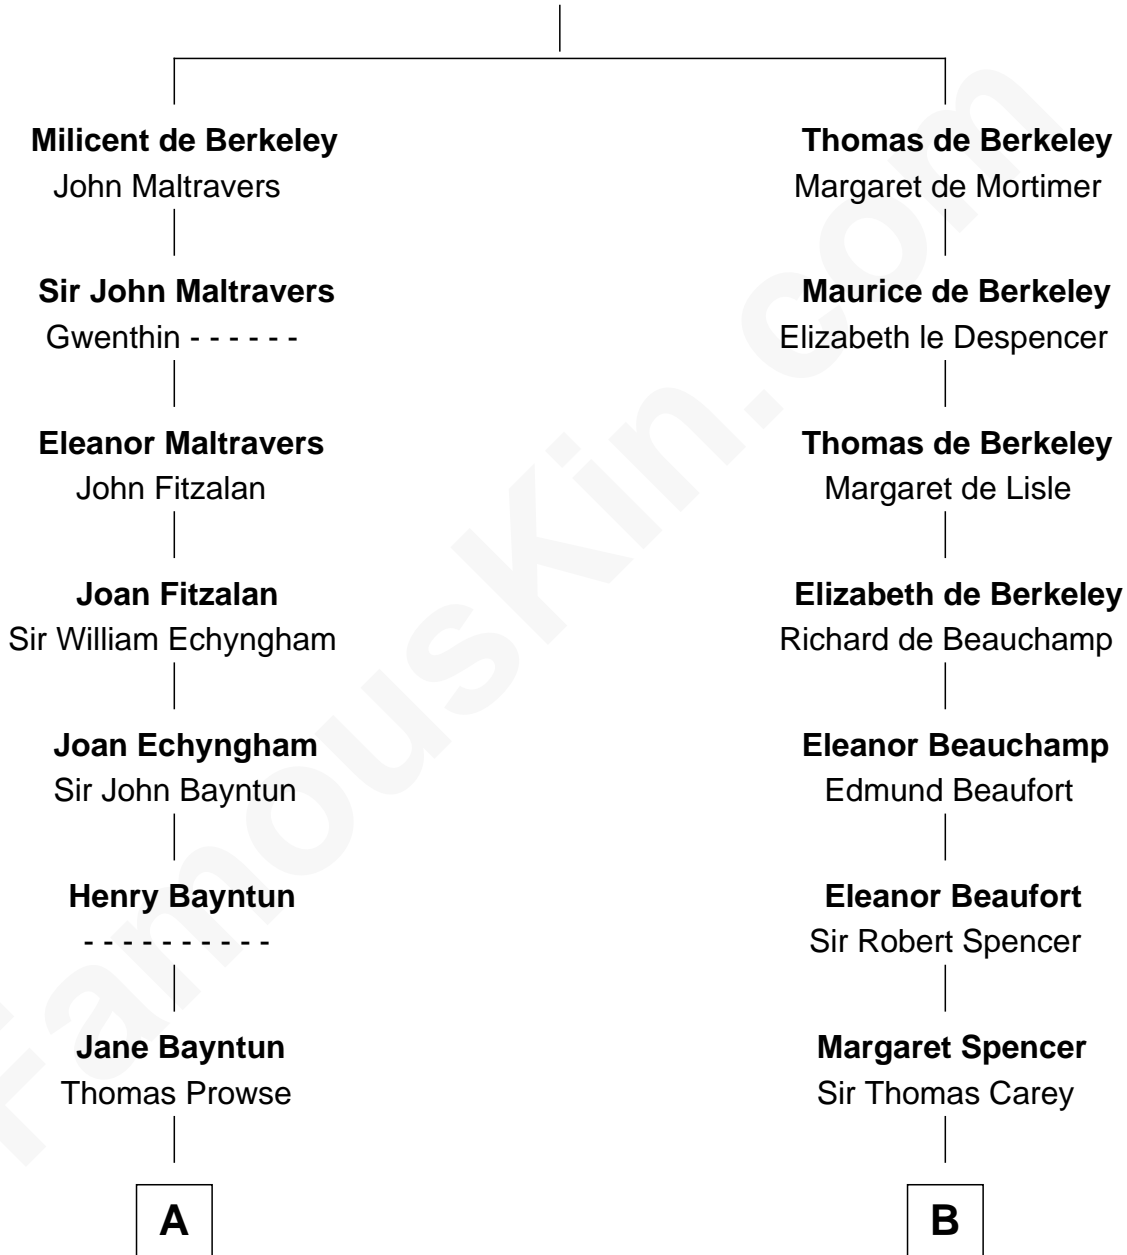 Milicent de Berkeley
John Maltravers
Sir John Maltravers
Gwenthin - - - - - -
Eleanor Maltravers
John Fitzalan
Joan Fitzalan
Sir William Echyngham
Joan Echyngham
Sir John Bayntun
Henry Bayntun
- - - - - - - - - -
Jane Bayntun
Thomas Prowse
A
Thomas de Berkeley
Margaret de Mortimer
Maurice de Berkeley
Elizabeth le Despencer
Thomas de Berkeley
Margaret de Lisle
Elizabeth de Berkeley
Richard de Beauchamp
Eleanor Beauchamp
Edmund Beaufort
Eleanor Beaufort
Sir Robert Spencer
Margaret Spencer
Sir Thomas Carey
B
FamousKin.com